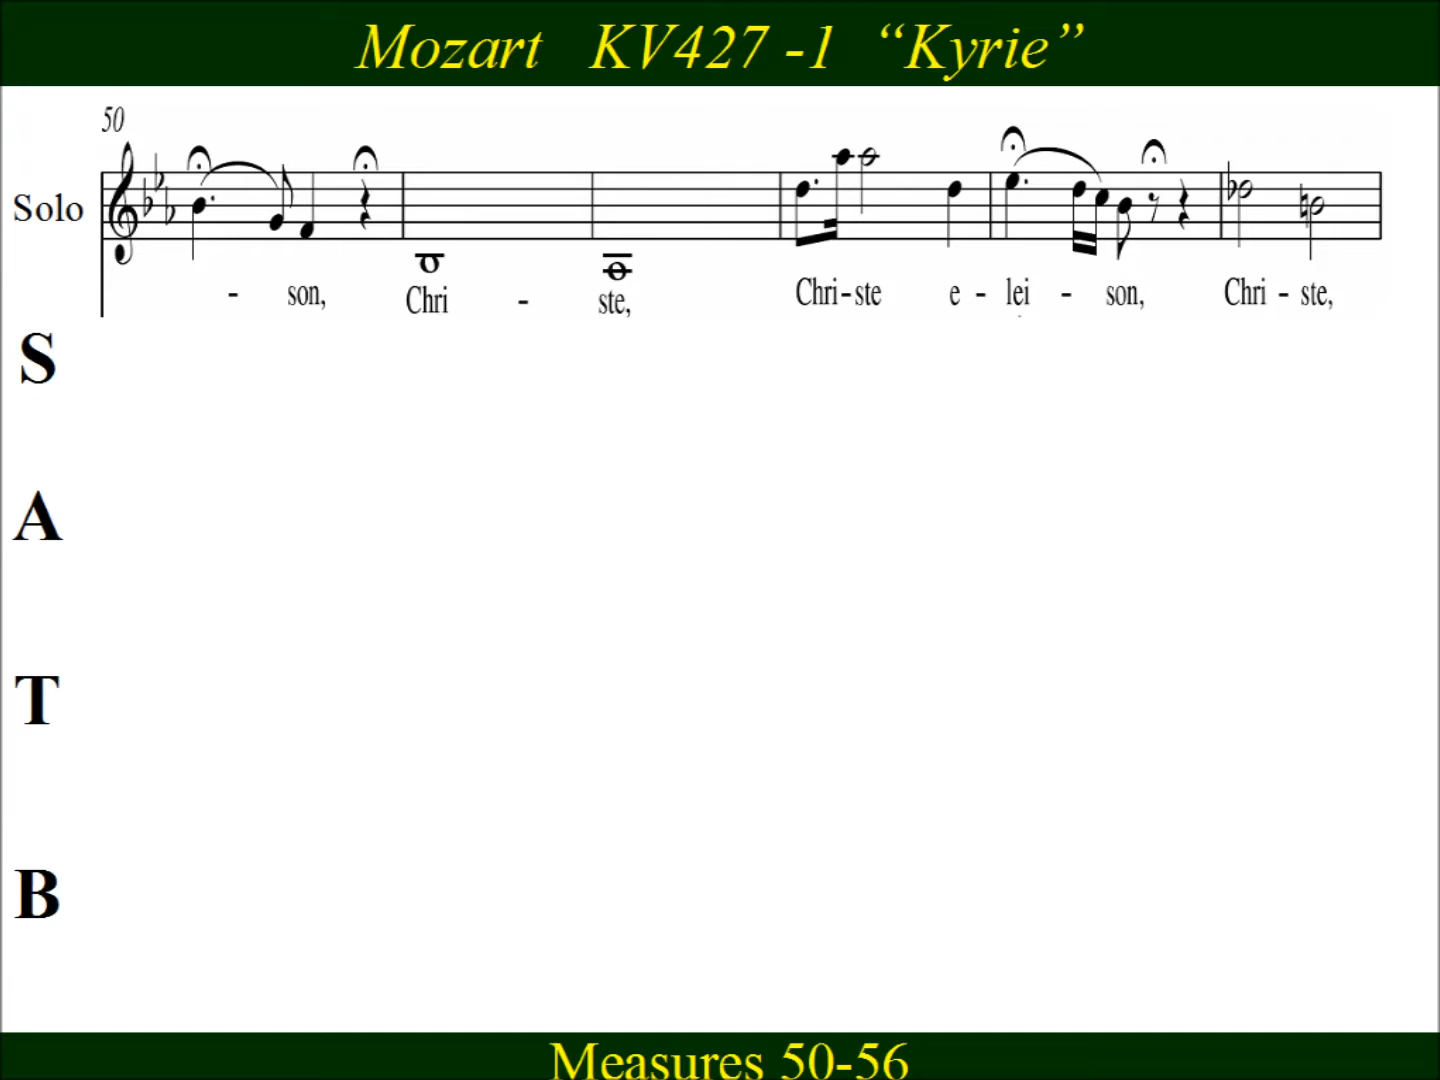 Mozart KV427 -1 “Kyrie”
50
Solo
- son, Chri - ste, Chri - ste e - lei - son, Chri - ste,
S
A
T
B
Measures 50-56